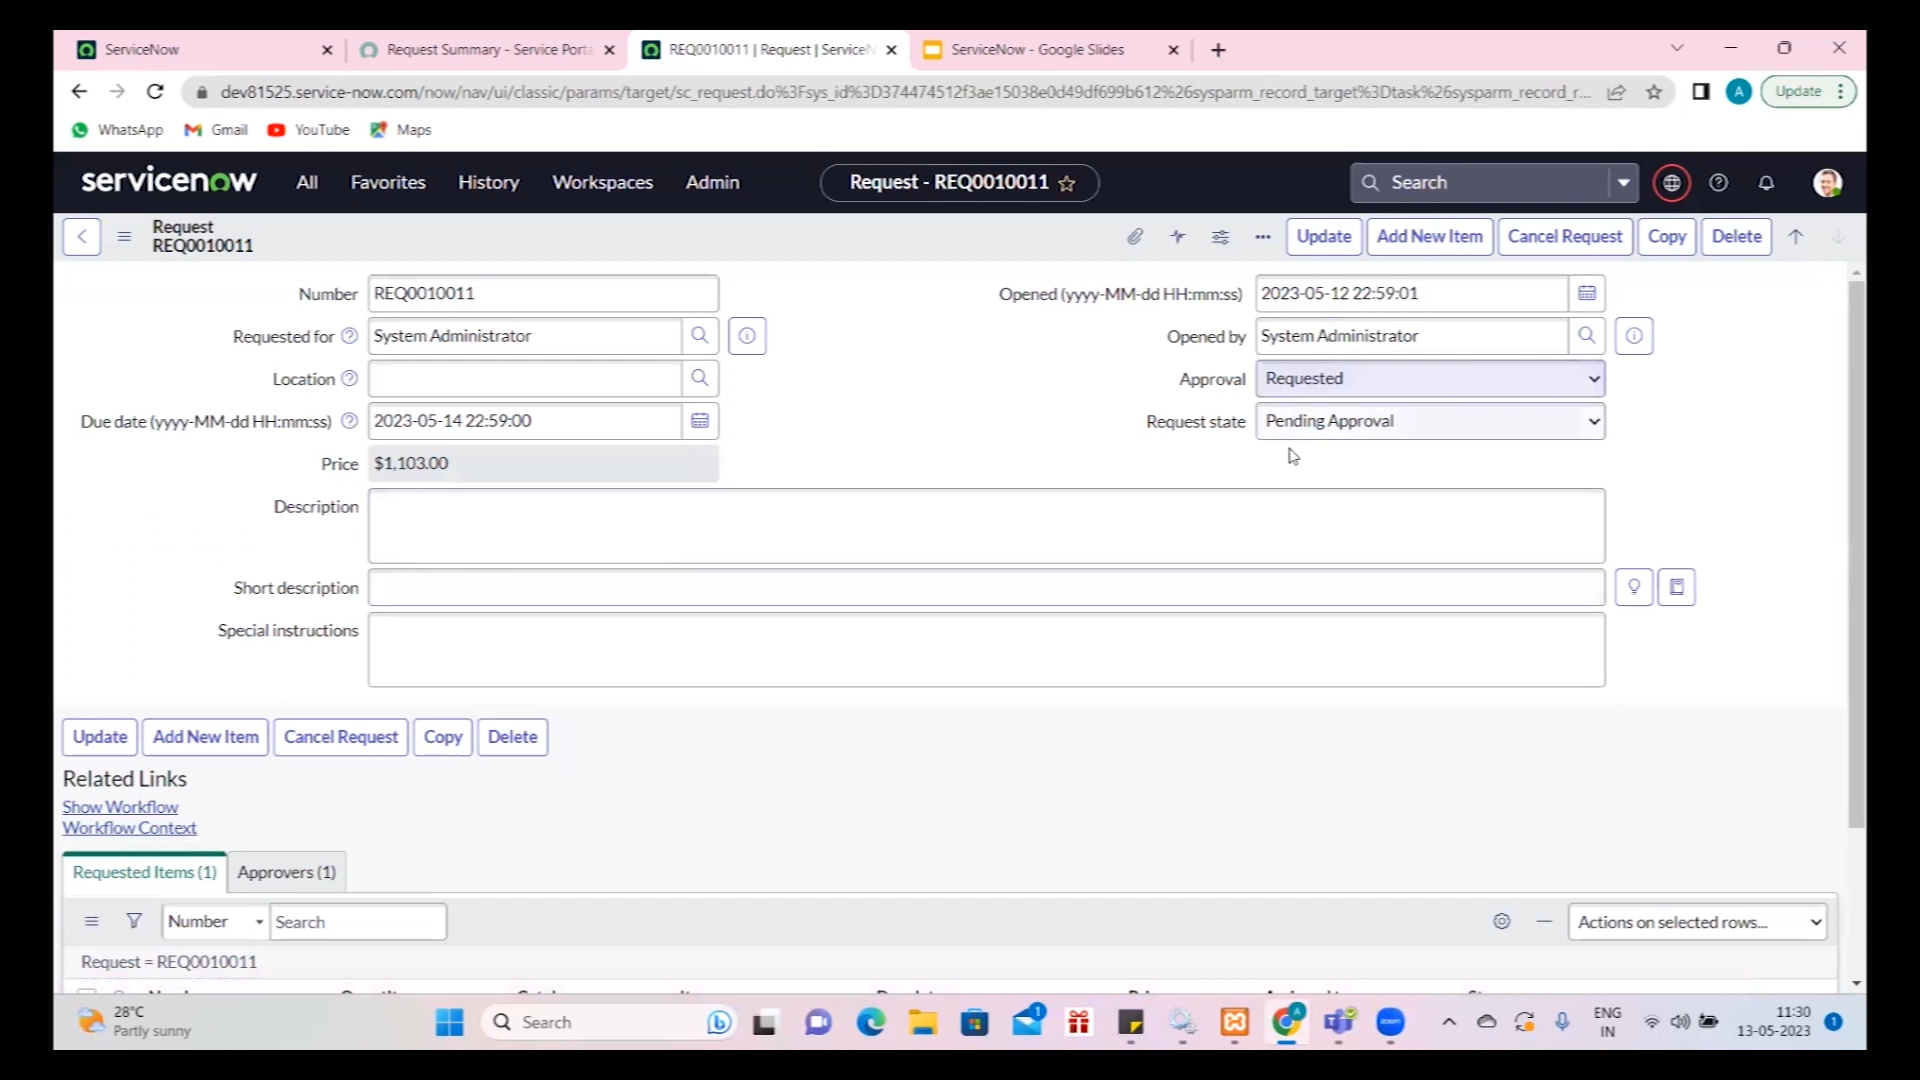 ServiceNow
Request Summary - Service Porta
REQ0010011 | Request | ServiceN
ServiceNow - Google Slides
dev81525.service-now.com/now/nav/ui/classic/params/target/sc_request.do%3Fsys_id%3D374474512f3ae15038e0d49df699b612%26sysparm_record_target%3Dtask%26sysparm_record_r...
A
Update
WhatsApp
Gmail
YouTube
Maps
servicenow
All
Favorites
History
Workspaces
Admin
Request - REQ0010011
Search
Request
REQ0010011
Update
Add New Item
Cancel Request
Copy
Delete
Number
REQ0010011
Opened (yyyy-MM-dd HH:mm:ss)
2023-05-12 22:59:01
Requested for
System Administrator
Opened by
System Administrator
Location
Approval
Requested
Due date (yyyy-MM-dd HH:mm:ss)
2023-05-14 22:59:00
Request state
Pending Approval
Price
$1,103.00
Description
Short description
Special instructions
Update
Add New Item
Cancel Request
Copy
Delete
Related Links
Show Workflow
Workflow Context
Requested Items (1)
Approvers (1)
Number
Search
Actions on selected rows...
Request = REQ0010011
28°C
Partly sunny
Search
1
A
zoom
ENG
IN
11:30
13-05-2023
1